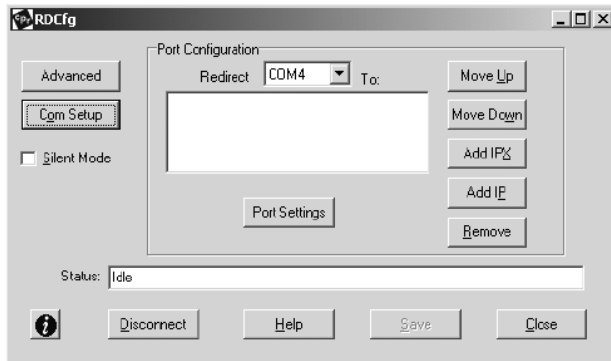 RDCfg
Port Configuration
Advanced
Redirect COM4 To:
Move Up
Com Setup
Move Down
Silent Mode
Add IPX
Add IP
Port Settings
Remove
Status: Idle
Disconnect Help Save Close